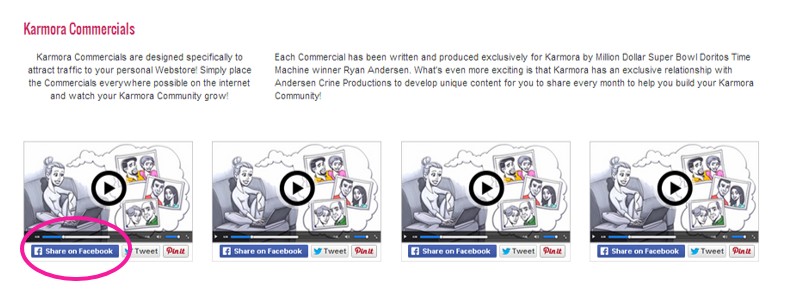 Karmora Commercials
Karmora Commercials are designed specifically to
attract traffic to your personal Webstore! Simply place
the Commercials everywhere possible on the internet
and watch your Karmora Community grow!
Each Commercial has been written and produced exclusively for Karmora by Million Dollar Super Bowl Doritos Time
Machine winner Ryan Andersen. What's even more exciting is that Karmora has an exclusive relationship with
Andersen Crine Productions to develop unique content for you to share every month to help you build your Karmora
Community!
Share on Facebook Tweet Pin it
Share on Facebook Tweet Pin it
Share on Facebook Tweet Pin it
Share on Facebook Tweet Pin it